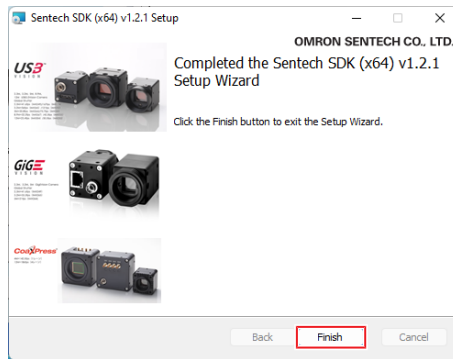 Sentech SDK (x64) v1.2.1 Setup
OMRON SENTECH CO., LTD.
Completed the Sentech SDK (x64) v1.2.1
Setup Wizard
Click the Finish button to exit the Setup Wizard.
USB3
VISION
GigE
VISION
CoaXPress
Back
Finish
Cancel